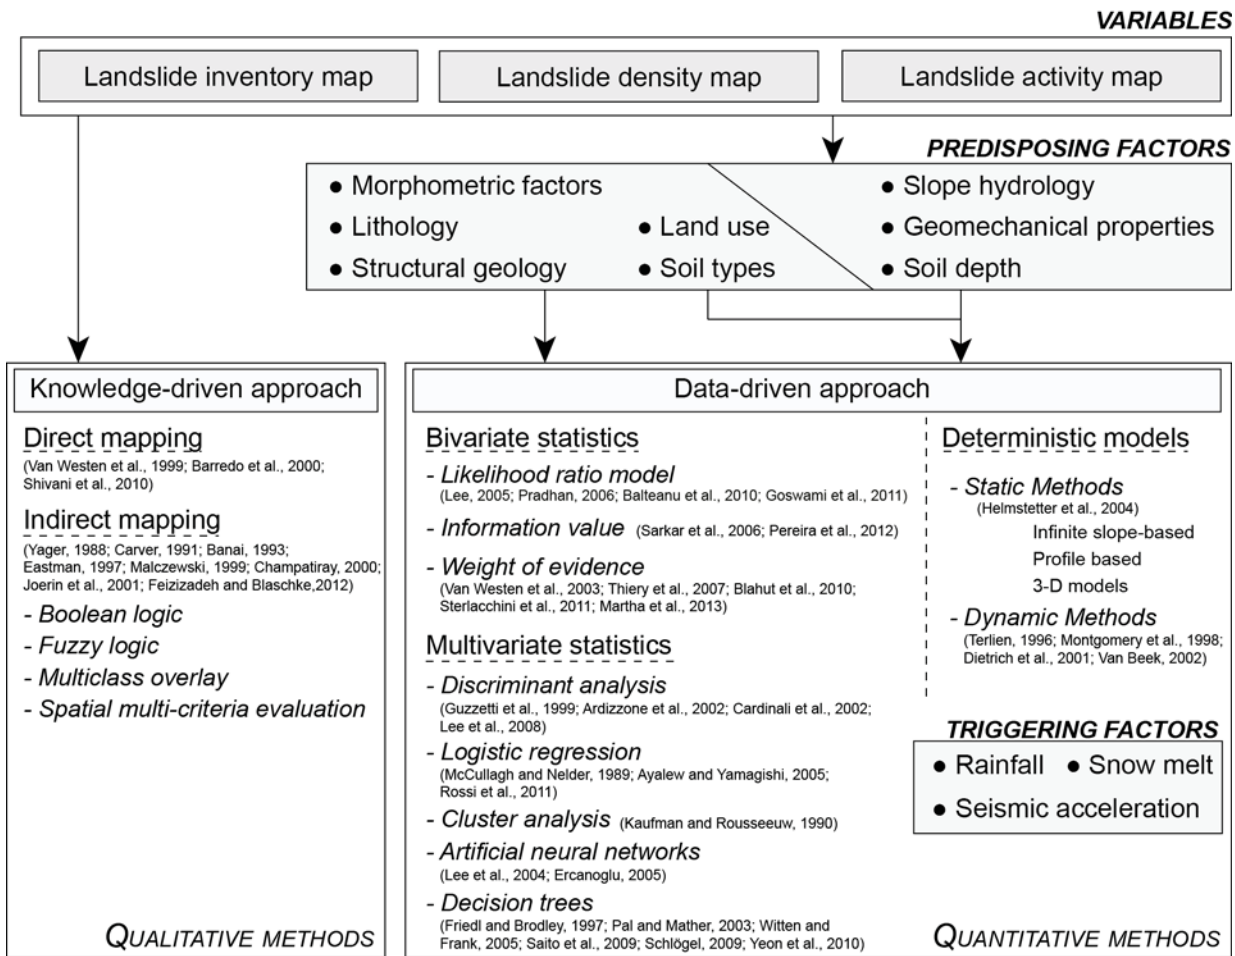 VARIABLES
Landslide inventory map
Landslide density map
Landslide activity map
PREDISPOSING FACTORS
● Morphometric factors
● Lithology
● Structural geology
● Land use
● Soil types
● Slope hydrology
● Geomechanical properties
● Soil depth
Knowledge-driven approach
Direct mapping
(Van Westen et al., 1999; Barredo et al., 2000;
Shivani et al., 2010)
Indirect mapping
(Yager, 1988; Carver, 1991; Banai, 1993;
Eastman, 1997; Malczewski, 1999; Champatiray, 2000;
Joerin et al., 2001; Feizizadeh and Blaschke,2012)
- Boolean logic
- Fuzzy logic
- Multiclass overlay
- Spatial multi-criteria evaluation
QUALITATIVE METHODS
Data-driven approach
Bivariate statistics
- Likelihood ratio model
(Lee, 2005; Pradhan, 2006; Balteanu et al., 2010; Goswami et al., 2011)
- Information value (Sarkar et al., 2006; Pereira et al., 2012)
- Weight of evidence
(Van Westen et al., 2003; Thiery et al., 2007; Blahut et al., 2010;
Sterlacchini et al., 2011; Martha et al., 2013)
Multivariate statistics
- Discriminant analysis
(Guzzetti et al., 1999; Ardizzone et al., 2002; Cardinali et al., 2002;
Lee et al., 2008)
- Logistic regression
(McCullagh and Nelder, 1989; Ayalew and Yamagishi, 2005;
Rossi et al., 2011)
- Cluster analysis (Kaufman and Rousseeuw, 1990)
- Artificial neural networks
(Lee et al., 2004; Ercanoglu, 2005)
- Decision trees
(Friedl and Brodley, 1997; Pal and Mather, 2003; Witten and
Frank, 2005; Saito et al., 2009; Schlögel, 2009; Yeon et al., 2010)
Deterministic models
- Static Methods
(Helmstetter et al., 2004)
Infinite slope-based
Profile based
3-D models
- Dynamic Methods
(Terlien, 1996; Montgomery et al., 1998;
Dietrich et al., 2001; Van Beek, 2002)
TRIGGERING FACTORS
● Rainfall ● Snow melt
● Seismic acceleration
QUANTITATIVE METHODS